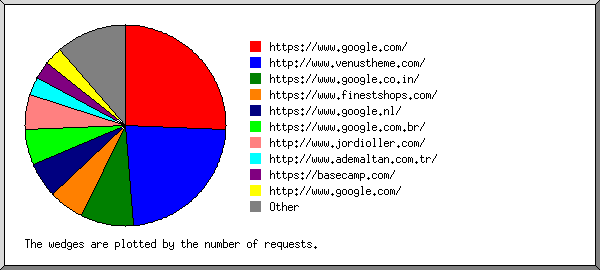 https://www.google.com/
http://www.venustheme.com/
https://www.google.co.in/
https://www.finestshops.com/
https://www.google.nl/
https://www.google.com.br/
http://www.jordioller.com/
http://www.ademaltan.com.tr/
https://basecamp.com/
http://www.google.com/
Other
The wedges are plotted by the number of requests.